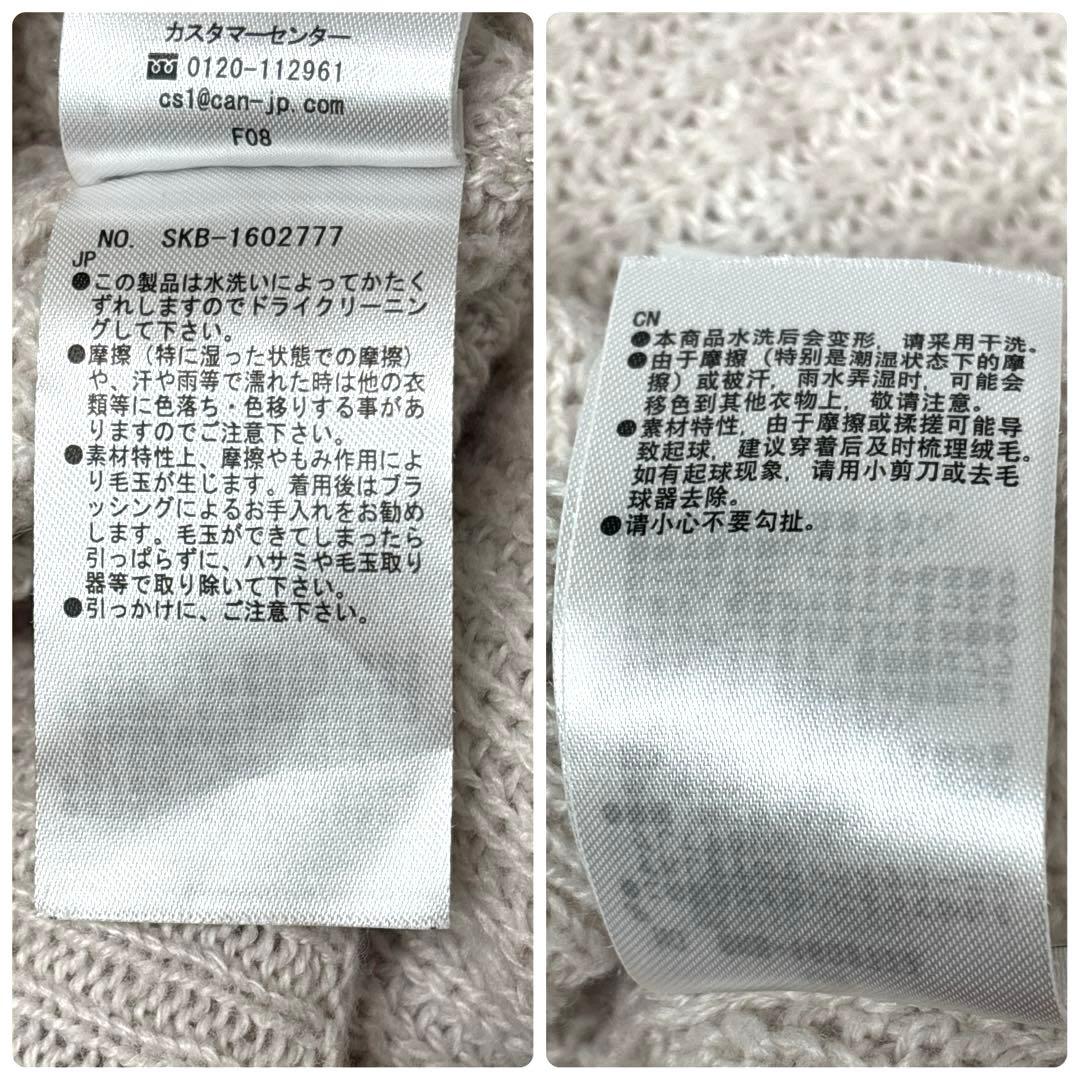 カスタマーセンター
0120-112961
cs1@can-jp.com
F08
NO. SKB-1602777
JP
●この製品は水洗いによってかたく
ずれしますのでドライクリーニン
グして下さい。
●摩擦（特に湿った状態での摩擦）
や、汗や雨等で濡れた時は他の衣
類等に色落ち・色移りする事があ
りますのでご注意下さい。
●素材特性上、摩擦やもみ作用によ
り毛玉が生じます。着用後はブラ
ッシングによるお手入れをお勧め
します。毛玉ができてしまったら
引っぱらずに、ハサミや毛玉取り
器等で取り除いて下さい。
●引っかけに、ご注意下さい。
CN
●本商品水洗后会变形，请采用干洗。
●由于摩擦（特别是潮湿状态下的摩
擦）或被汗，雨水弄湿时，可能会
移色到其他衣物上，敬请注意。
●素材特性，由于摩擦或揉搓可能导
致起球，建议穿着后及时梳理绒毛。
如有起球现象，请用小剪刀或去毛
球器去除。
●请小心不要勾扯。